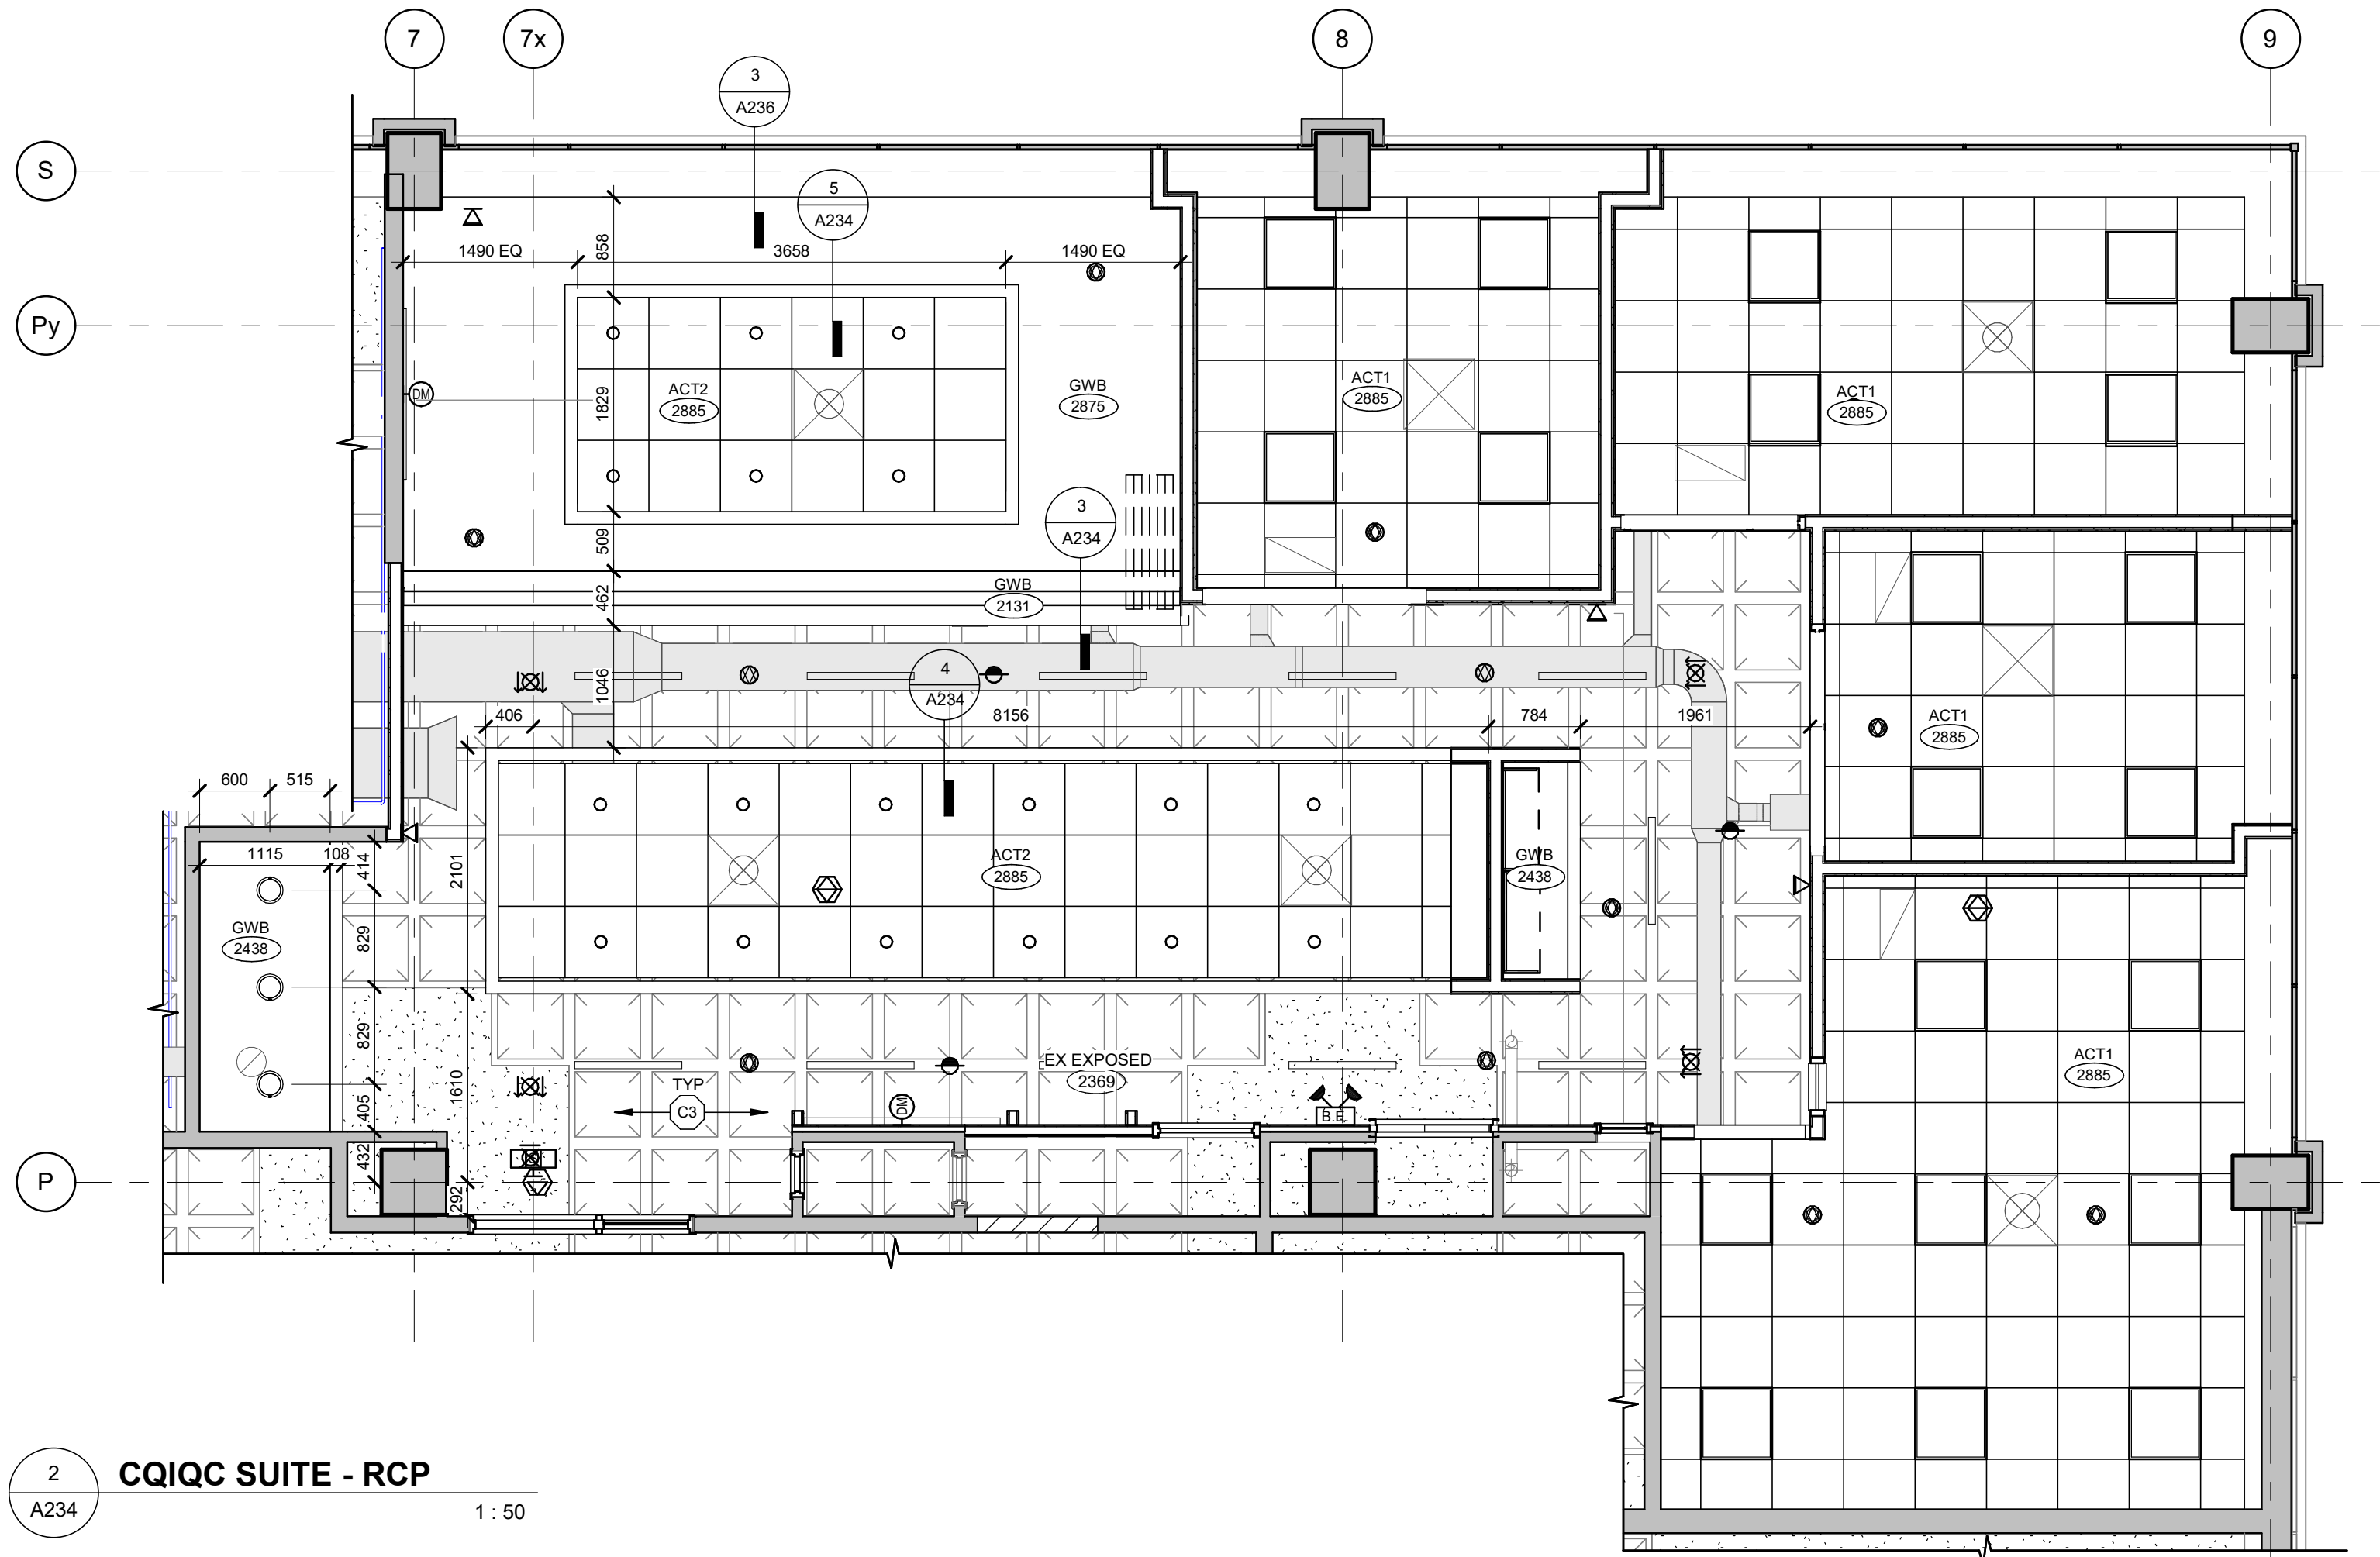 7
7x
8
9
3
A236
S
5
A234
858
1490 EQ
3658
1490 EQ
Py
ACT2
2885
1829
DM
GWB
2875
ACT1
2885
ACT1
2885
3
A234
509
462
GWB
2131
4
A234
1046
406
8156
784
1961
ACT1
2885
600
515
1115
108
414
2101
ACT2
2885
GWB
2438
GWB
2438
829
829
EX EXPOSED
2369
ACT1
2885
TYP
C3
DM
B.E.
405
1610
432
292
P
2
A234
CQIQC SUITE - RCP
1 : 50